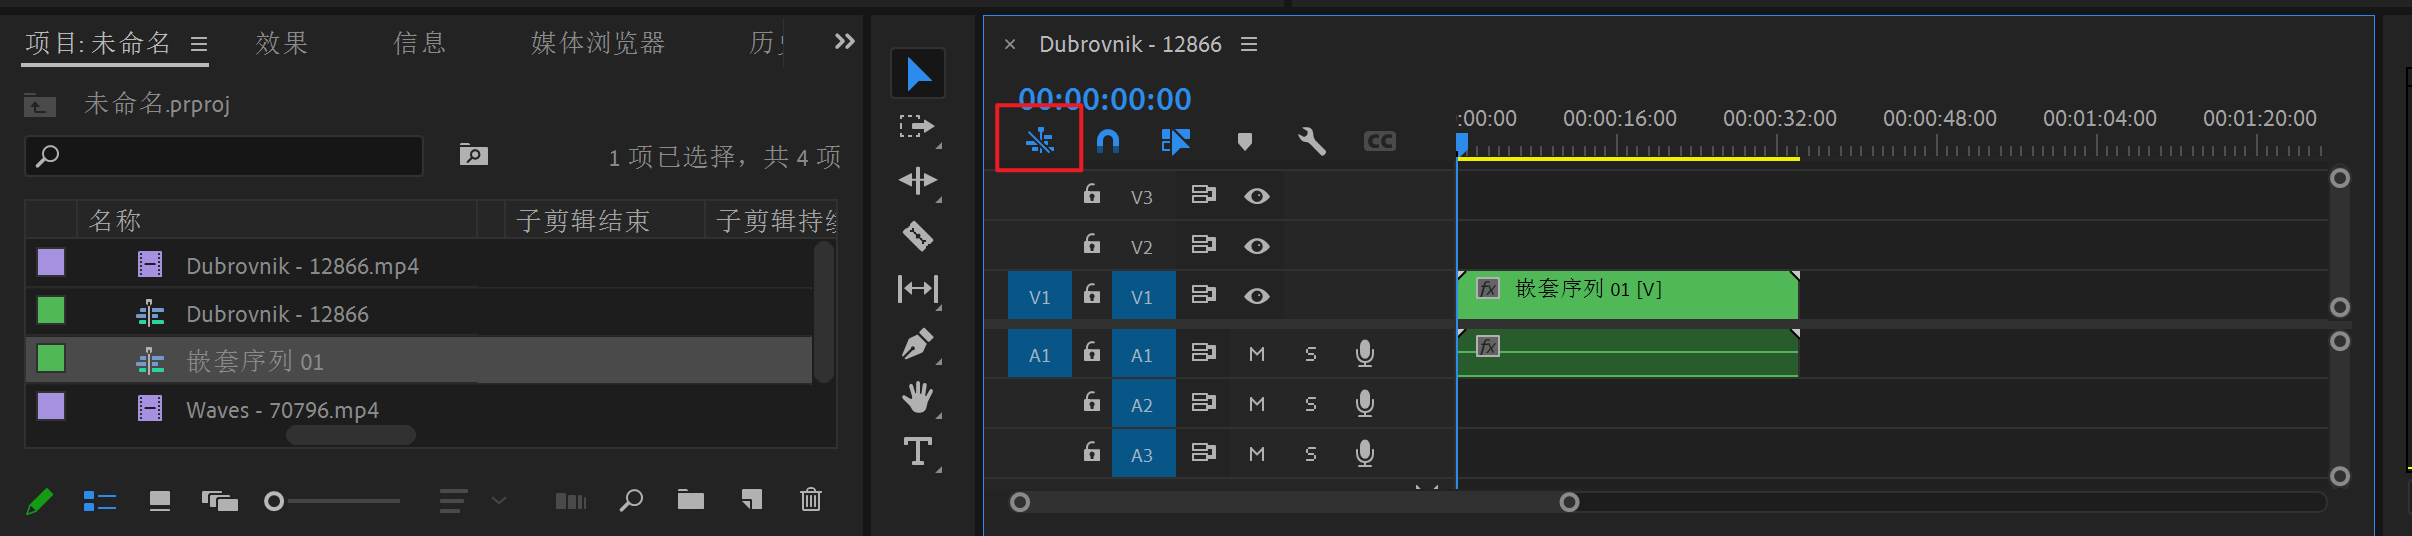 项目: 未命名
效果
信息
媒体浏览器
历
未命名.prproj
1 项已选择，共 4 项
名称
子剪辑结束
子剪辑持续
Dubrovnik - 12866.mp4
Dubrovnik - 12866
嵌套序列 01
Waves - 70796.mp4
Dubrovnik - 12866
00:00:00:00
CC
:00:00
00:00:16:00
00:00:32:00
00:00:48:00
00:01:04:00
00:01:20:00
V3
V2
V1 V1
fx 嵌套序列 01 [V]
A1 A1 M S
fx
A2 M S
A3 M S